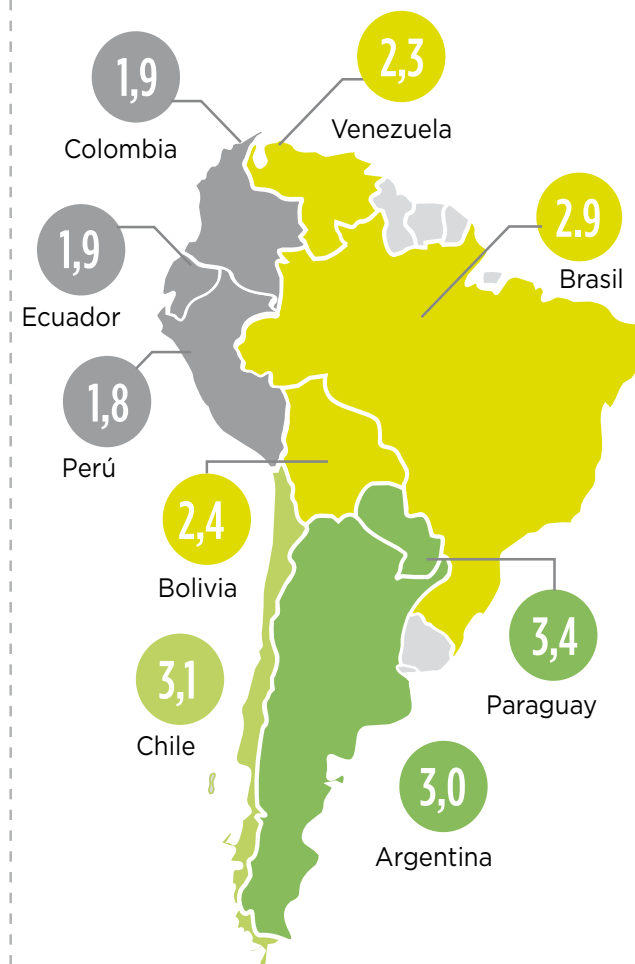 1,9
Colombia
2,3
Venezuela
1,9
Ecuador
2.9
Brasil
1,8
Perú
2,4
Bolivia
3,4
Paraguay
3,1
Chile
3,0
Argentina